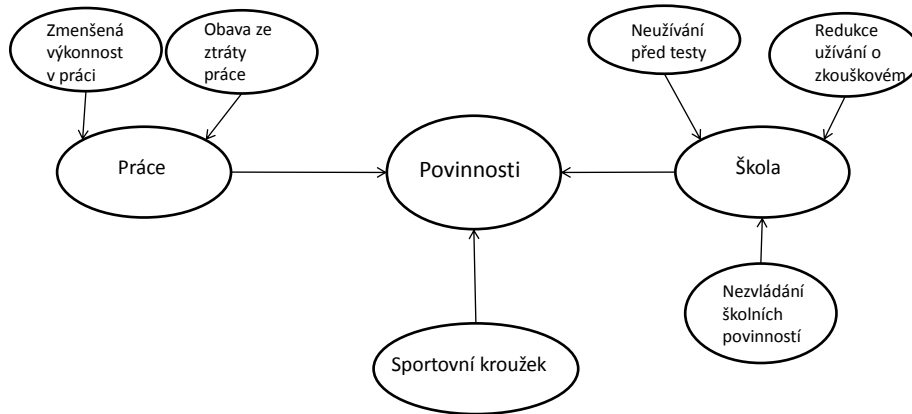 Zmenšená
výkonnost
v práci
Obava ze
ztráty
práce
Neužívání
před testy
Redukce
užívání o
zkouškovém
Práce
Povinnosti
Škola
Nezvládání
školních
povinností
Sportovní kroužek